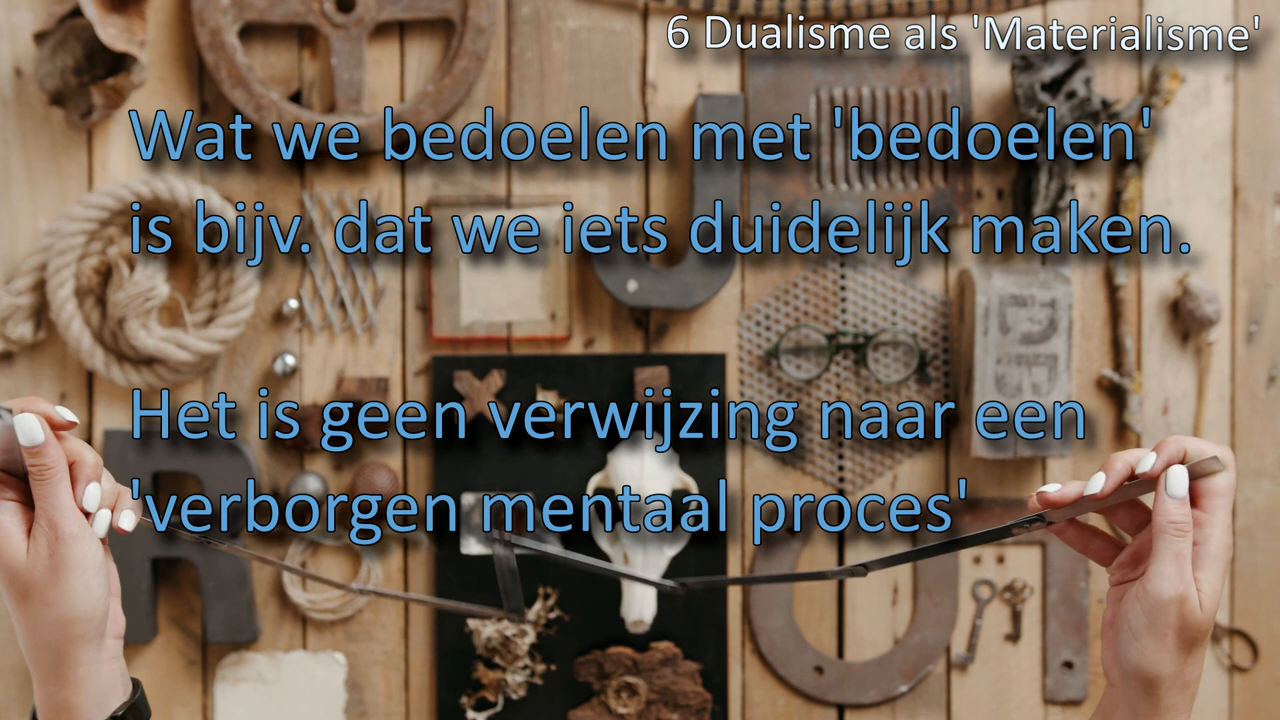 6 Dualisme als 'Materialisme'
Wat we bedoelen met 'bedoelen'
is bijv. dat we iets duidelijk maken.
Het is geen verwijzing naar een
'verborgen mentaal proces'